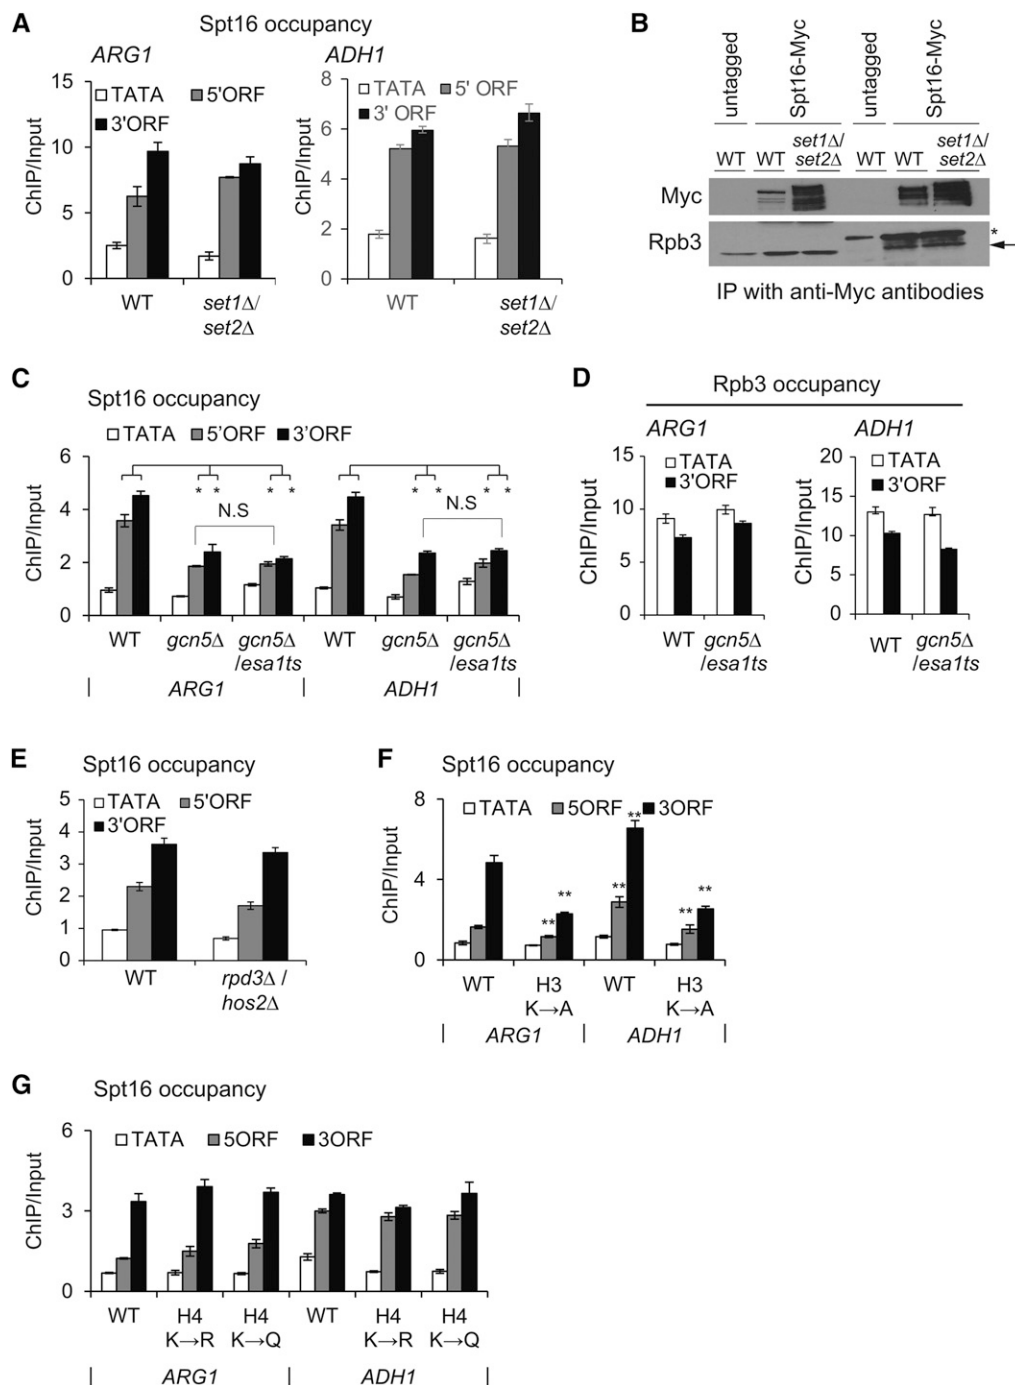 A
Spt16 occupancy
ARG1
TATA
5'ORF
3'ORF
ChIP/Input
15
10
5
0
WT
set1Δ/
set2Δ
ADH1
TATA
5' ORF
3' ORF
ChIP/Input
8
6
4
2
0
WT
set1Δ/
set2Δ
B
untagged
Spt16-Myc
untagged
Spt16-Myc
WT
WT
set1Δ/
set2Δ
WT
WT
set1Δ/
set2Δ
Myc
Rpb3
*
IP with anti-Myc antibodies
C
Spt16 occupancy
TATA 5'ORF 3'ORF
ChIP/Input
6
4
2
0
* * * *
N.S
* * * *
N.S
WT gcn5Δ gcn5Δ WT gcn5Δ gcn5Δ
/esa1ts /esa1ts
| ARG1 | ADH1 |
D
Rpb3 occupancy
ARG1
TATA
3'ORF
ChIP/Input
15
10
5
0
WT gcn5Δ
/esa1ts
ADH1
TATA
3'ORF
ChIP/Input
20
15
10
5
0
WT gcn5Δ
/esa1ts
E
Spt16 occupancy
TATA 5'ORF
3'ORF
ChIP/Input
5
4
3
2
1
0
WT rpd3Δ /
hos2Δ
F
Spt16 occupancy
TATA 5ORF 3ORF
ChIP/Input
8
4
0
** ** ** ** ** **
WT H3 WT H3
K→A K→A
| ARG1 | ADH1 |
G
Spt16 occupancy
TATA 5ORF 3ORF
ChIP/Input
6
3
0
WT H4 H4 WT H4 H4
K→R K→Q K→R K→Q
| ARG1 | ADH1 |